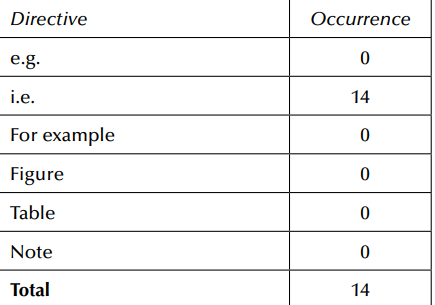 Directive Occurrence
e.g. 0
i.e. 14
For example 0
Figure 0
Table 0
Note 0
Total 14